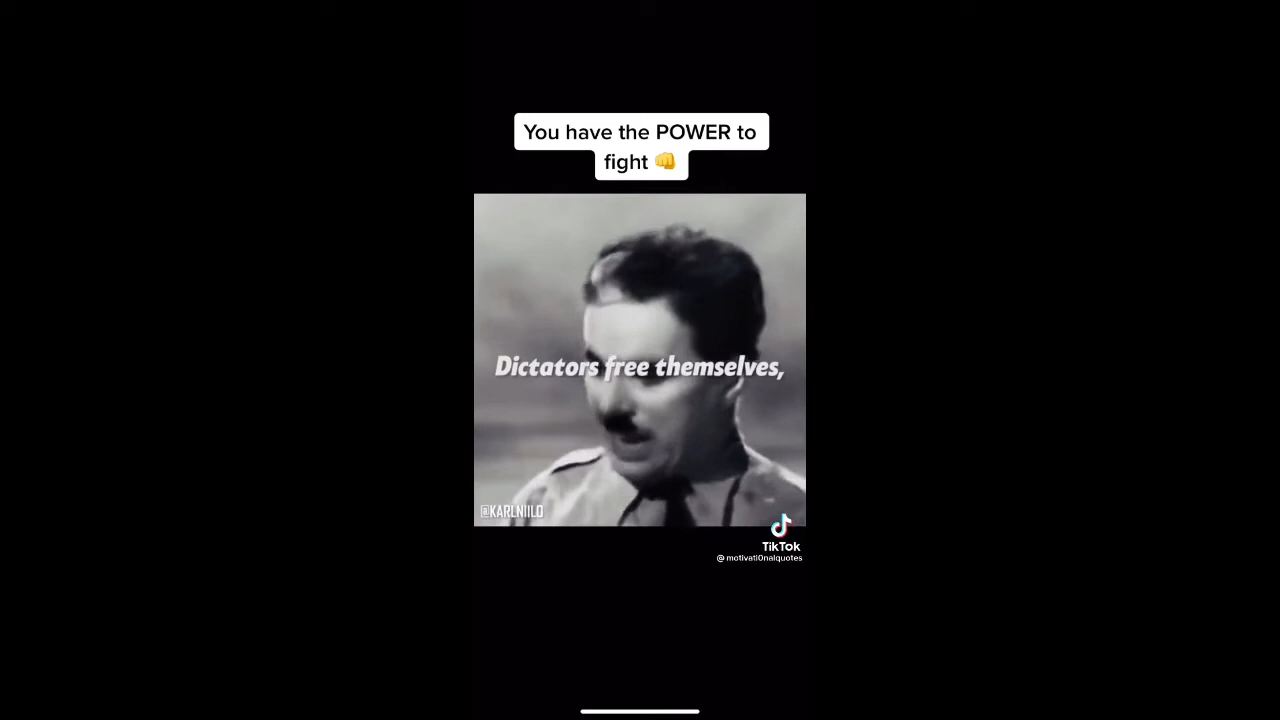 You have the POWER to
fight 👊
Dictators free themselves,
@KARLNIILO
TikTok
@ motivati0nalquotes